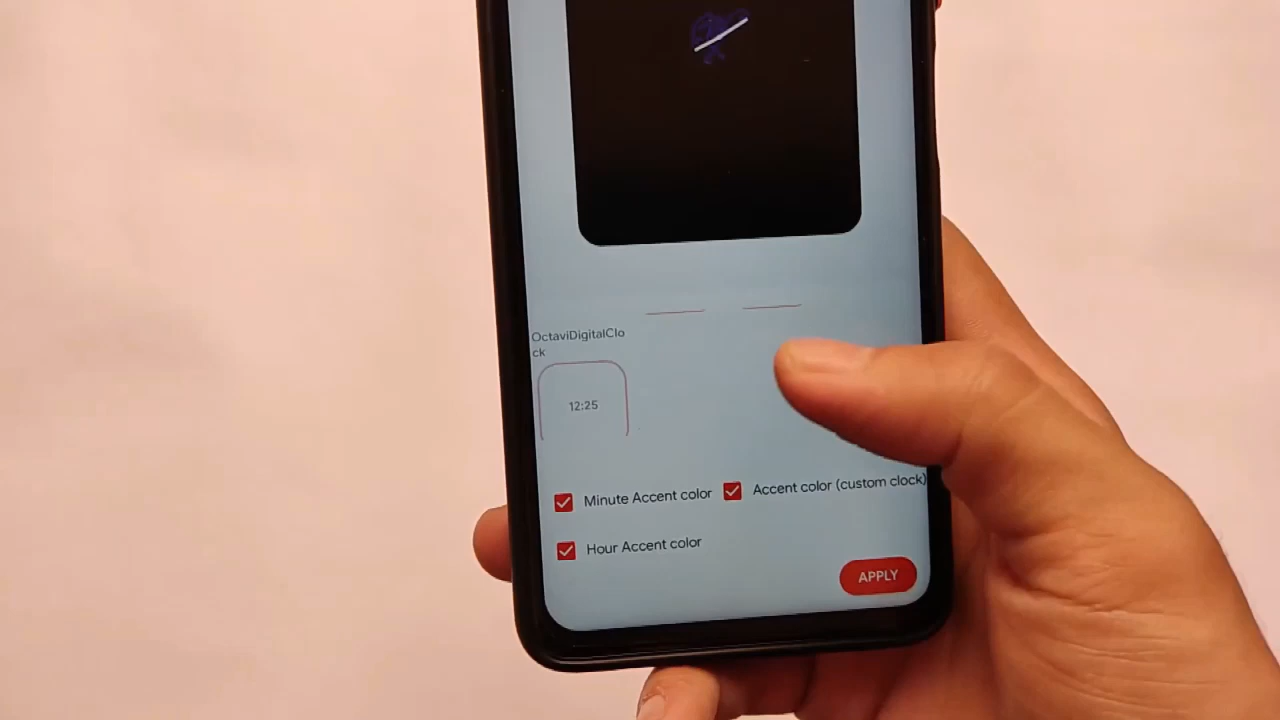 OctaviDigitalClo
ck
12:25
Minute Accent color
Accent color (custom clock)
Hour Accent color
APPLY